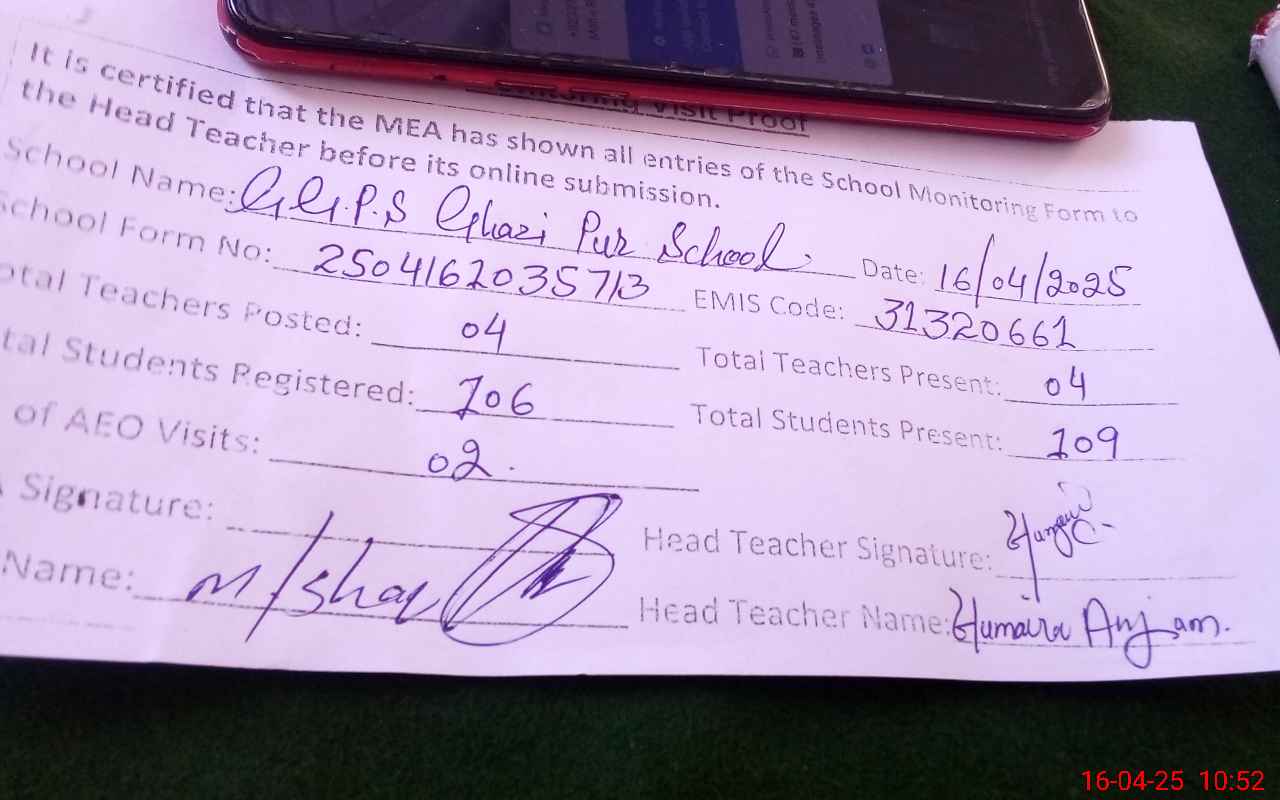 Visit Proof
It is certified that the MEA has shown all entries of the School Monitoring Form to
the Head Teacher before its online submission.
School Name: G.G.P.S Ghazi Pur School. Date: 16/04/2025
School Form No: 2504162035713 EMIS Code: 31320661
otal Teachers Posted: 04 Total Teachers Present: 04
tal Students Registered: 106 Total Students Present: 109
of AEO Visits: 02.
Signature: Head Teacher Signature:
Name: Head Teacher Name: Humaira Anjam.
16-04-25 10:52